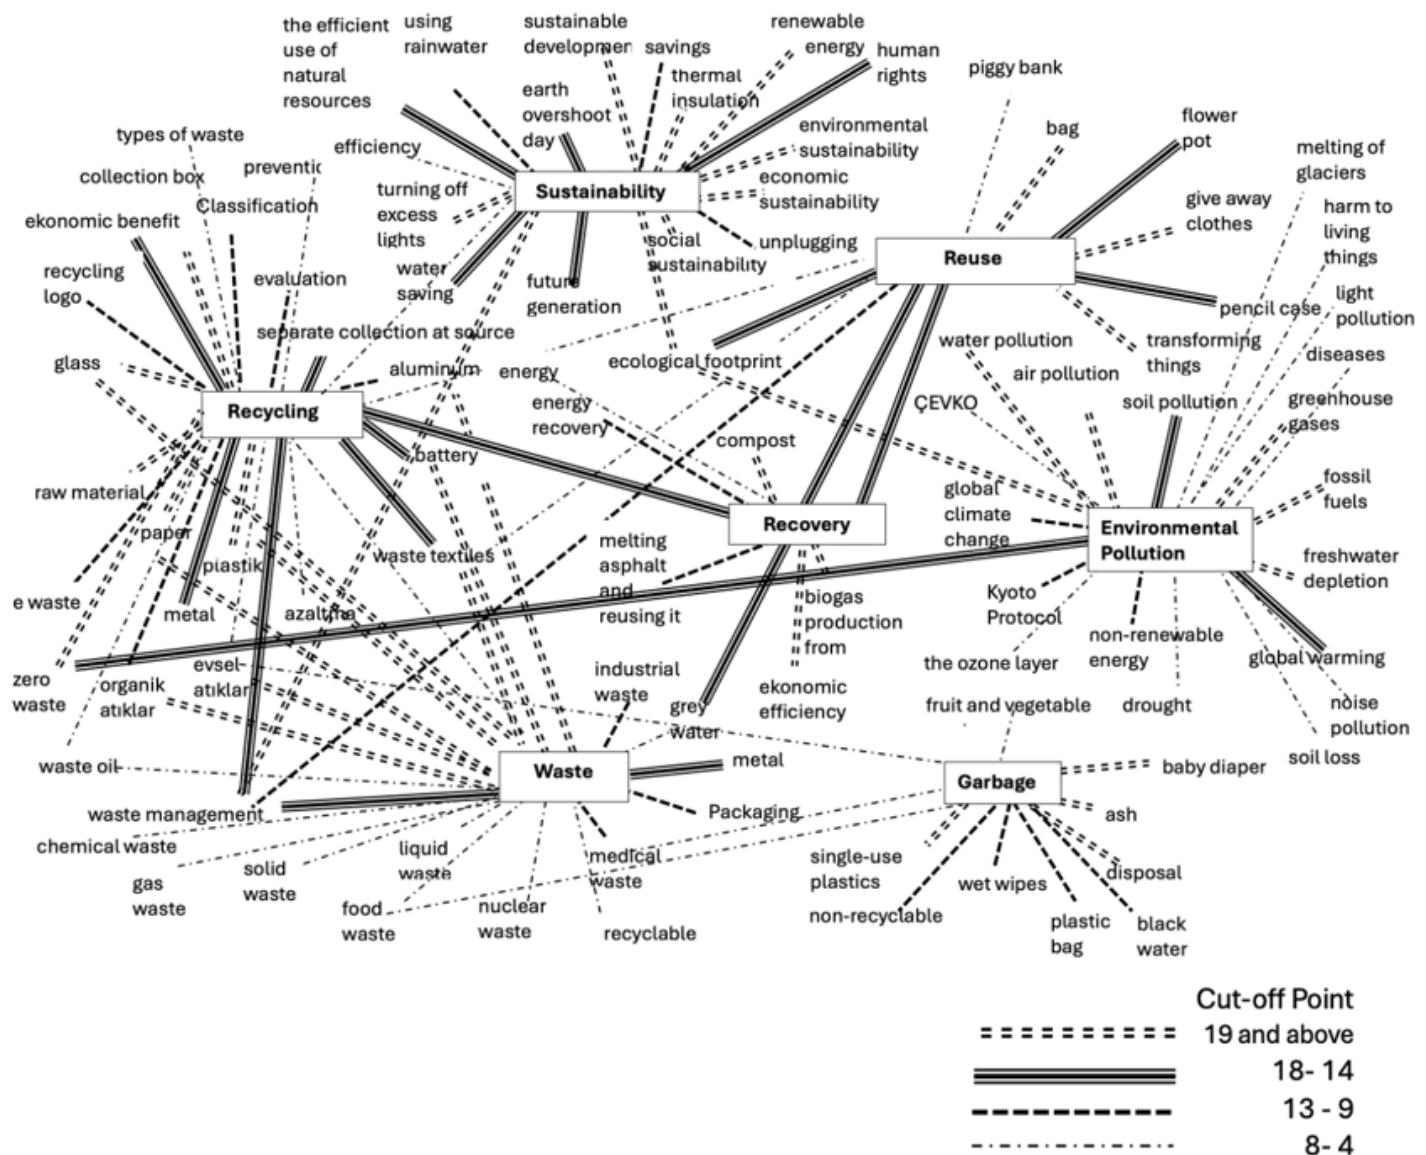 the efficient
use of
natural
resources
using
rainwater
sustainable
developmen
savings
thermal
insulation
renewable
energy
human
rights
earth
overshoot
day
efficiency
environmental
sustainability
economic
sustainability
Sustainability
turning off
excess
lights
water
saving
future
generation
social
sustainability
unplugging
piggy bank
bag
flower
pot
give away
clothes
Reuse
pencil case
transforming
things
ecological footprint
melting of
glaciers
harm to
living
things
light
pollution
diseases
greenhouse
gases
fossil
fuels
freshwater
depletion
types of waste
collection box
preventic
Classification
ekonomic benefit
recycling
logo
evaluation
separate collection at source
glass
aluminum
Recycling
battery
raw material
paper
plastik
waste textiles
e waste
metal
azaltma
zero
waste
organik
atıklar
evsel
atıklar
waste oil
waste management
energy
energy
recovery
compost
Recovery
melting
asphalt
and
reusing it
biogas
production
from
ekonomic
efficiency
grey
water
water pollution
air pollution
ÇEVKO
soil pollution
global
climate
change
Environmental
Pollution
Kyoto
Protocol
non-renewable
energy
the ozone layer
drought
global warming
noise
pollution
soil loss
industrial
waste
Waste
metal
Packaging
chemical waste
gas
waste
solid
waste
liquid
waste
food
waste
nuclear
waste
medical
waste
recyclable
fruit and vegetable
Garbage
baby diaper
ash
single-use
plastics
wet wipes
disposal
non-recyclable
plastic
bag
black
water
Cut-off Point
19 and above
18- 14
13 - 9
8- 4